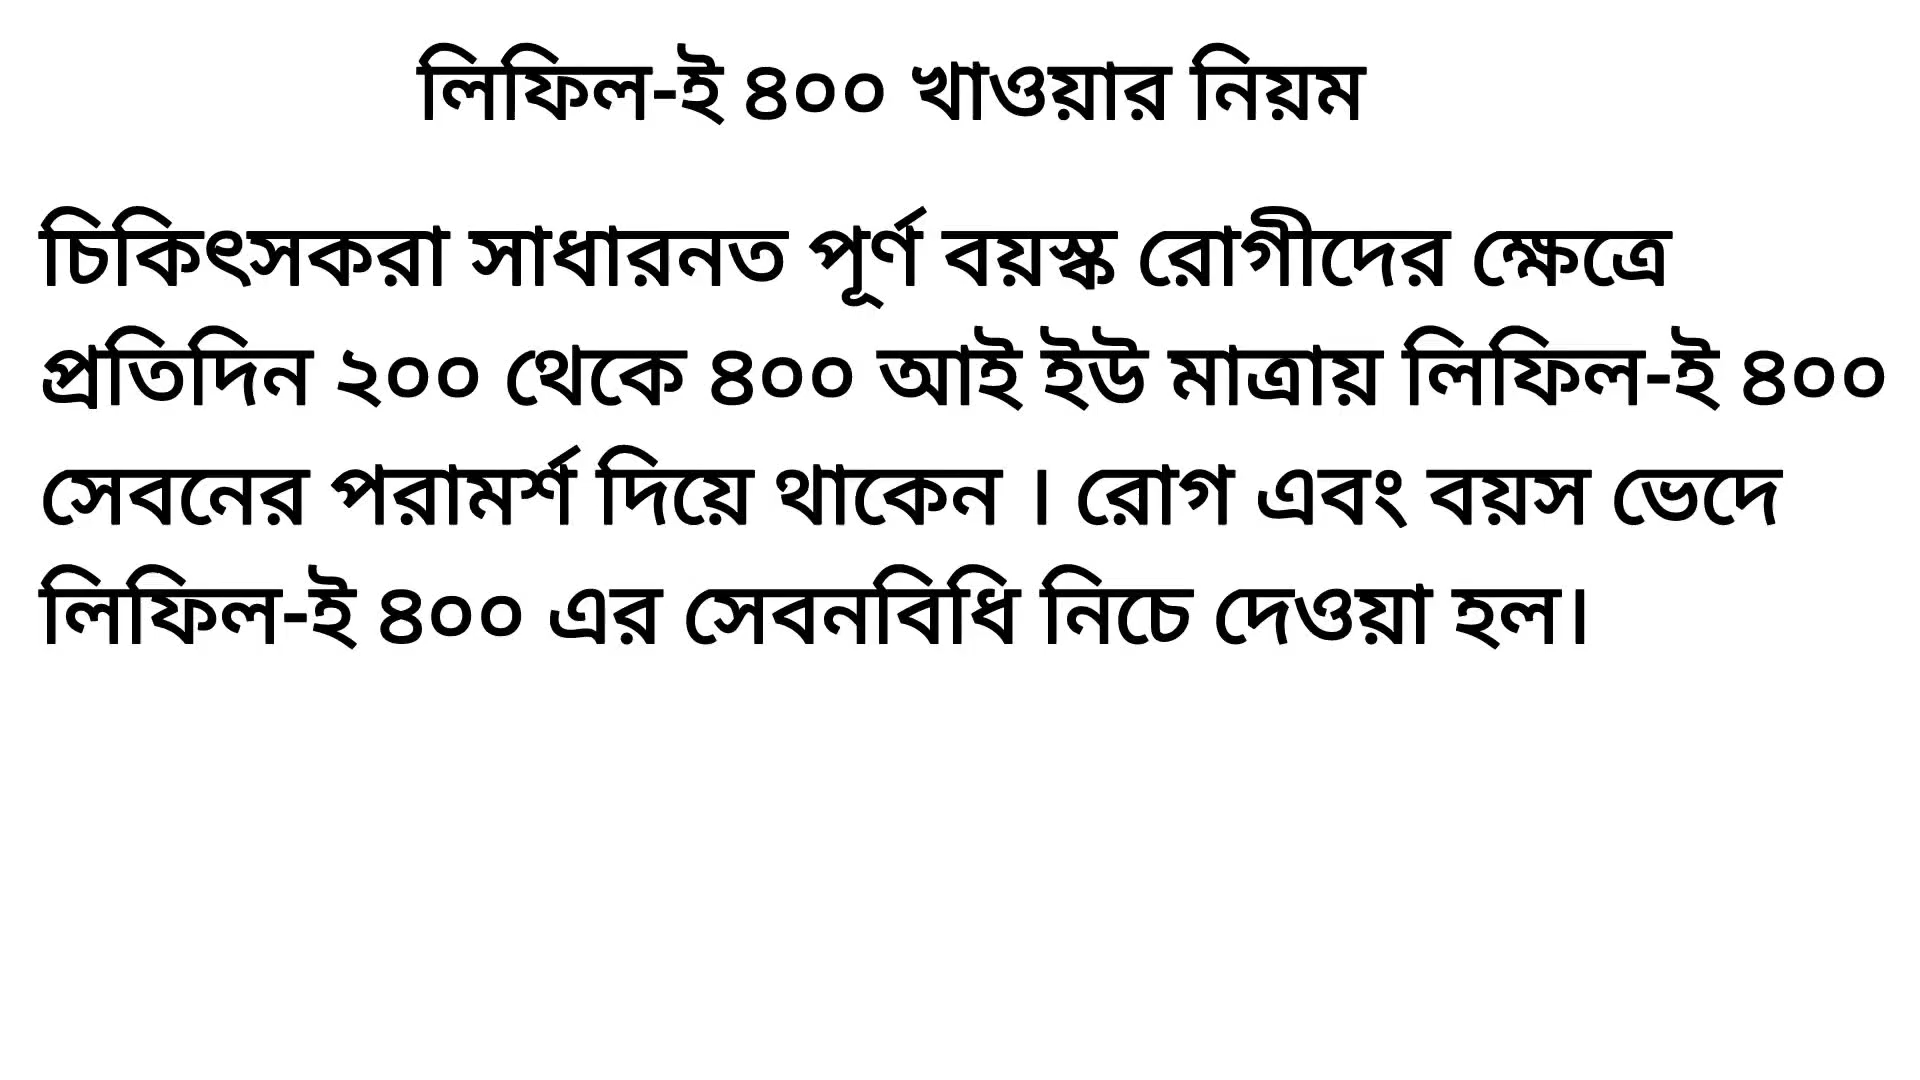 লিফিল-ই ৪০০ খাওয়ার নিয়ম
চিকিৎসকরা সাধারনত পূর্ণ বয়স্ক রোগীদের ক্ষেত্রে
প্রতিদিন ২০০ থেকে ৪০০ আই ইউ মাত্রায় লিফিল-ই ৪০০
সেবনের পরামর্শ দিয়ে থাকেন । রোগ এবং বয়স ভেদে
লিফিল-ই ৪০০ এর সেবনবিধি নিচে দেওয়া হল।